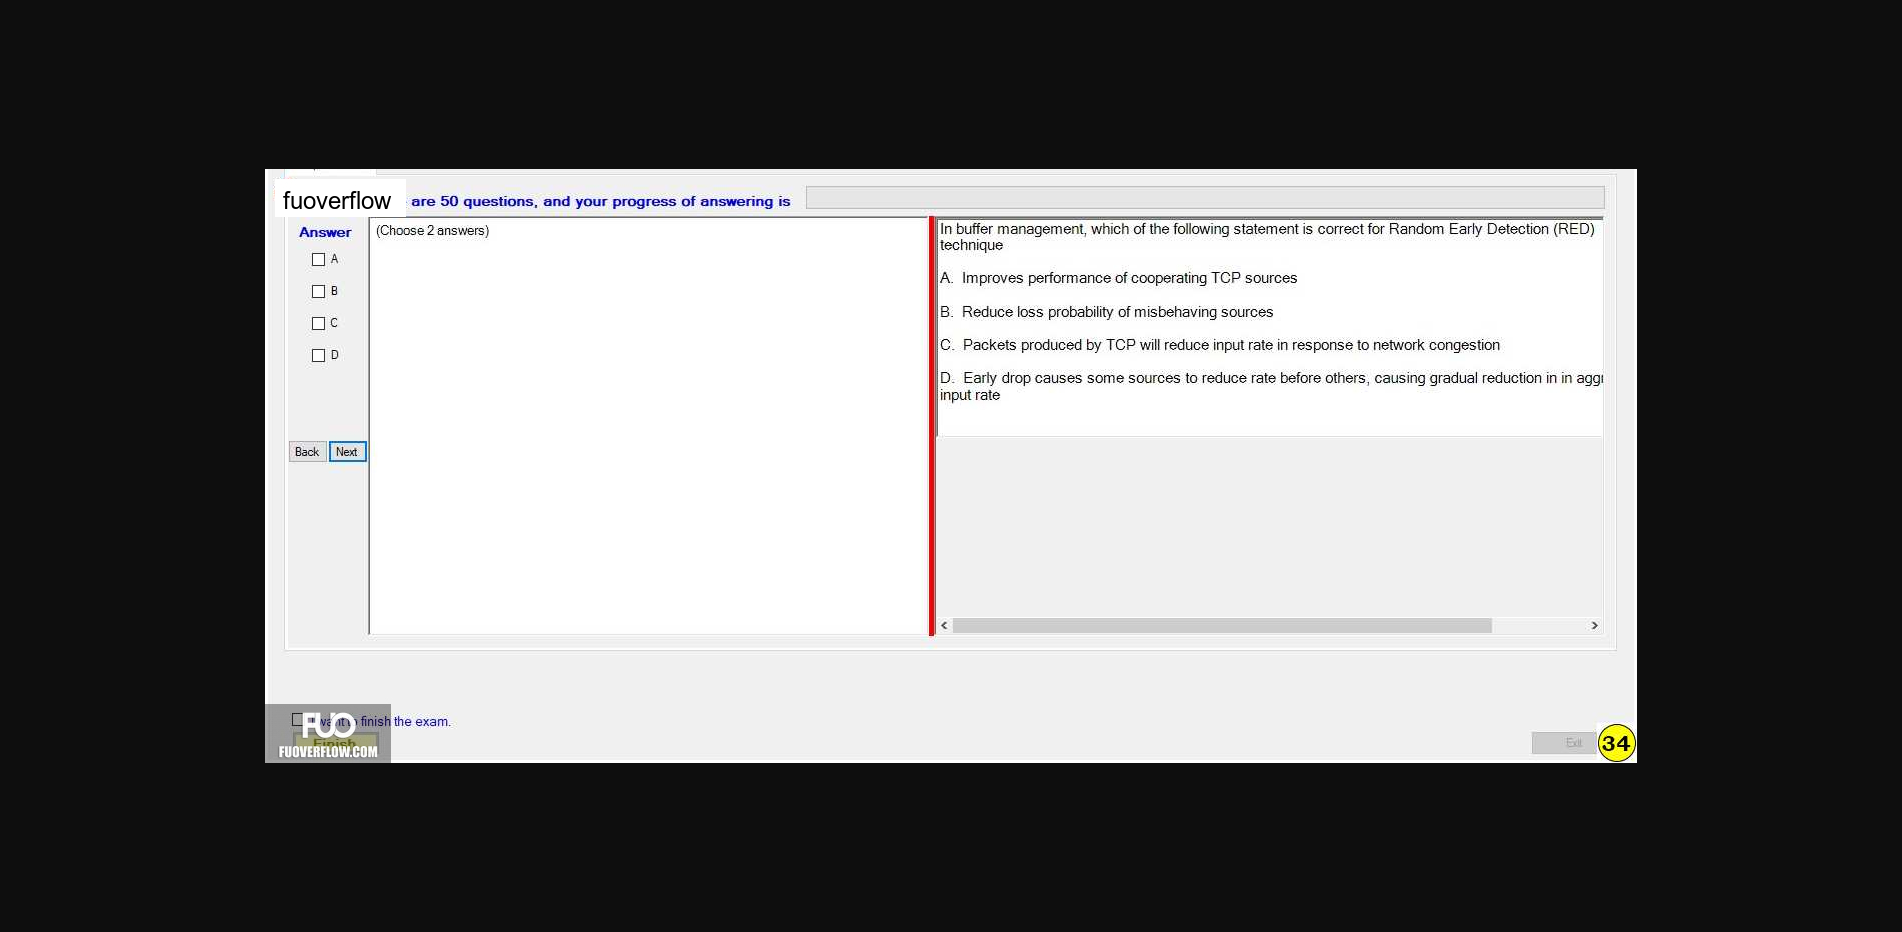 fuoverflow are 50 questions, and your progress of answering is
Answer
A
B
C
D
Back Next
(Choose 2 answers)
In buffer management, which of the following statement is correct for Random Early Detection (RED)
technique
A. Improves performance of cooperating TCP sources
B. Reduce loss probability of misbehaving sources
C. Packets produced by TCP will reduce input rate in response to network congestion
D. Early drop causes some sources to reduce rate before others, causing gradual reduction in in aggr
input rate
I want to finish the exam.
Finish
FUO
FUOVERFLOW.COM
Exit
34